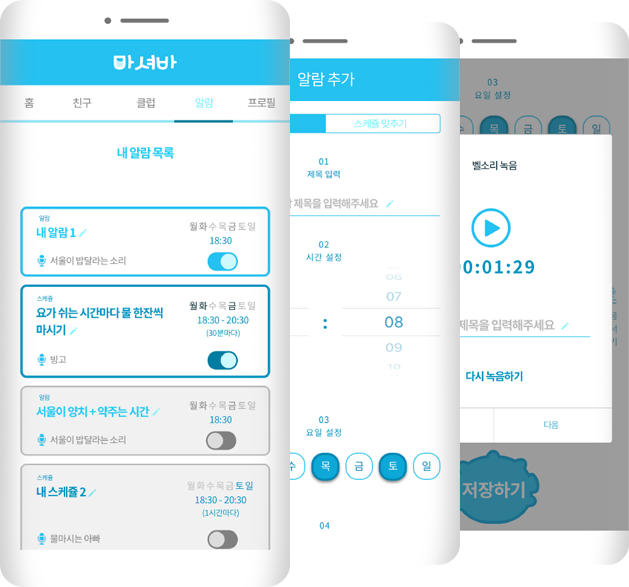 마셔바
홈 친구 클럽 알람 프로필
내 알람 목록
알람
내 알람 1
월화수목금토일
18:30
서울이 밥달라는 소리
스케쥴
요가 쉬는 시간마다 물 한잔씩
마시기
월화수목금토일
18:30 - 20:30
(30분마다)
빙고
알람
서울이 양치 + 약주는 시간
월화수목금토일
18:30
서울이 밥달라는 소리
스케쥴
내 스케쥴 2
월화수목금토일
18:30 - 20:30
(1시간마다)
물마시는 아빠
알람 추가
스케쥴 맞추기
01
제목 입력
제목을 입력해주세요
02
시간 설정
06
07
: 08
09
10
03
요일 설정
수 목 금 토 일
04
03
요일 설정
수 목 금 토 일
벨소리 녹음
0:01:29
제목을 입력해주세요
다시 녹음하기
다음
저장하기